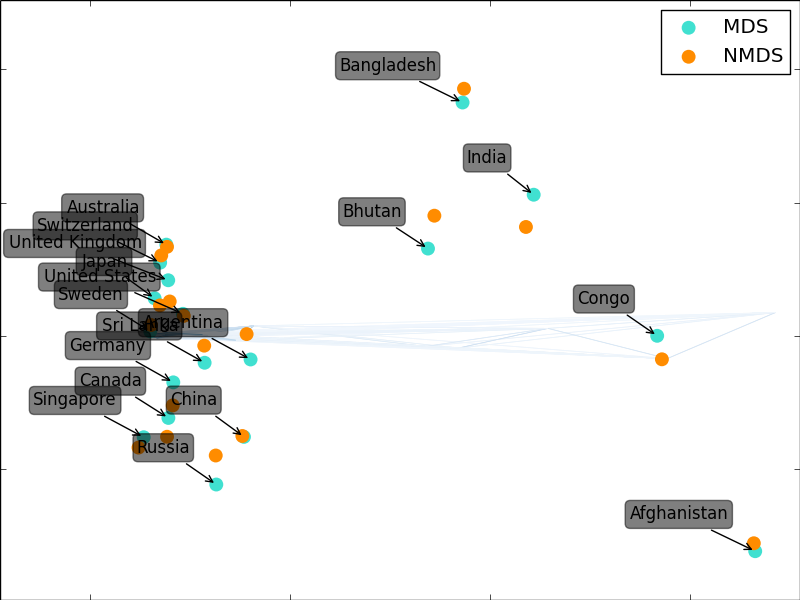 MDS
NMDS
Bangladesh
India
Bhutan
Australia
Switzerland
United Kingdom
Japan
United States
Sweden
Congo
Sri Lanka
Argentina
Germany
Canada
Singapore
China
Russia
Afghanistan